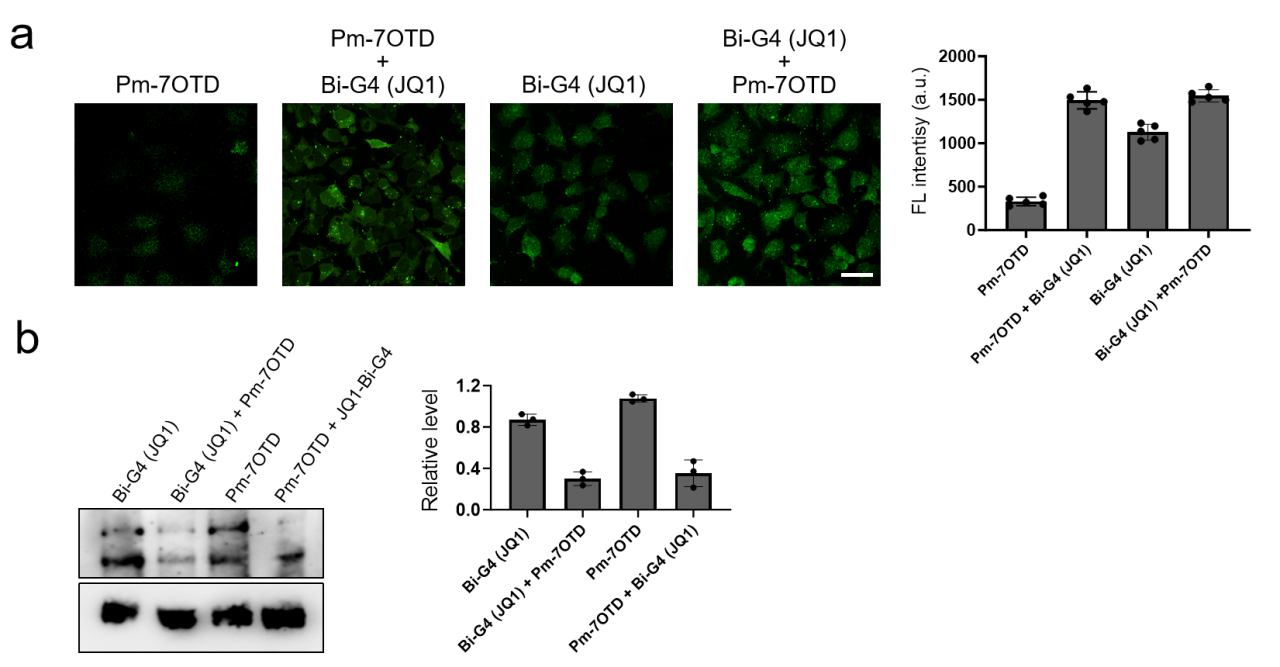 a
Pm-7OTD
Pm-7OTD
+
Bi-G4 (JQ1)
Bi-G4 (JQ1)
Bi-G4 (JQ1)
+
Pm-7OTD
FL intentisy (a.u.)
2000
1500
1000
500
0
Pm-7OTD
Pm-7OTD + Bi-G4 (JQ1)
Bi-G4 (JQ1)
Bi-G4 (JQ1) +Pm-7OTD
b
Bi-G4 (JQ1)
Bi-G4 (JQ1) + Pm-7OTD
Pm-7OTD
Pm-7OTD + JQ1-Bi-G4
Relative level
1.2
0.8
0.4
0.0
Bi-G4 (JQ1)
Bi-G4 (JQ1) + Pm-7OTD
Pm-7OTD
Pm-7OTD + Bi-G4 (JQ1)